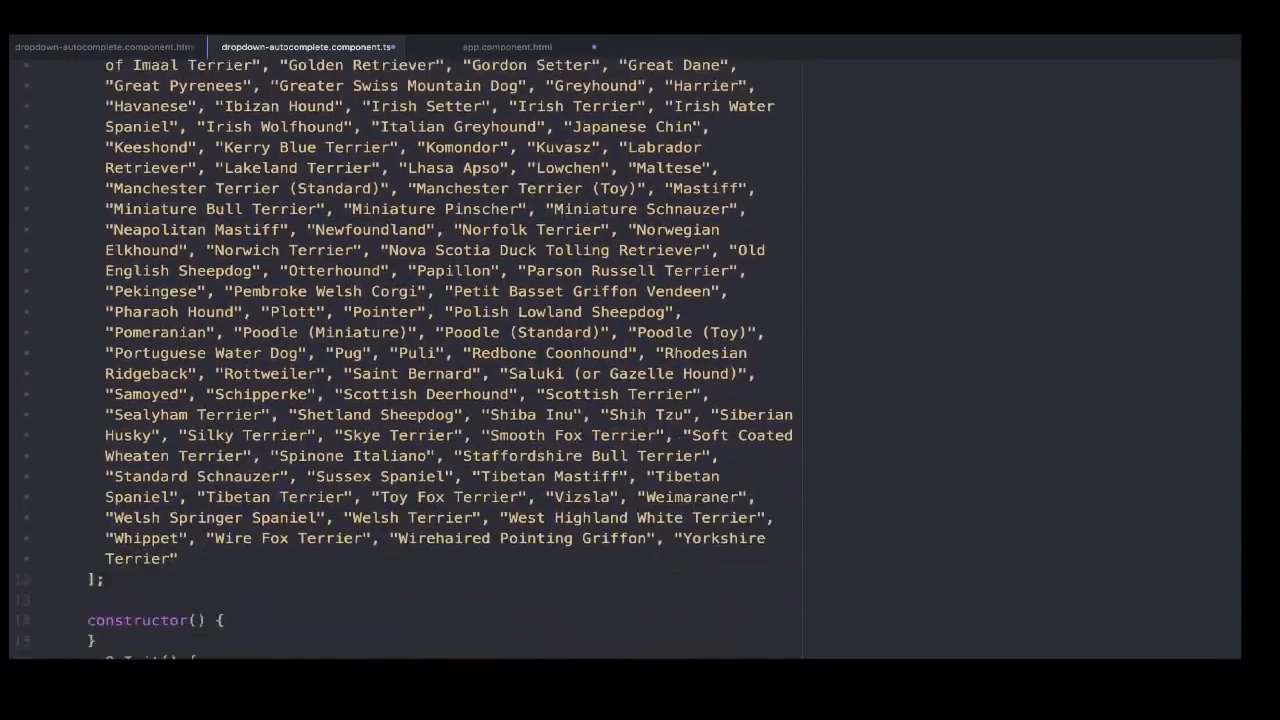 dropdown-autocomplete.component.htm
dropdown-autocomplete.component.ts
app.component.html
of Imaal Terrier", "Golden Retriever", "Gordon Setter", "Great Dane",
"Great Pyrenees", "Greater Swiss Mountain Dog", "Greyhound", "Harrier",
"Havanese", "Ibizan Hound", "Irish Setter", "Irish Terrier", "Irish Water
Spaniel", "Irish Wolfhound", "Italian Greyhound", "Japanese Chin",
"Keeshond", "Kerry Blue Terrier", "Komondor", "Kuvasz", "Labrador
Retriever", "Lakeland Terrier", "Lhasa Apso", "Lowchen", "Maltese",
"Manchester Terrier (Standard)", "Manchester Terrier (Toy)", "Mastiff",
"Miniature Bull Terrier", "Miniature Pinscher", "Miniature Schnauzer",
"Neapolitan Mastiff", "Newfoundland", "Norfolk Terrier", "Norwegian
Elkhound", "Norwich Terrier", "Nova Scotia Duck Tolling Retriever", "Old
English Sheepdog", "Otterhound", "Papillon", "Parson Russell Terrier",
"Pekingese", "Pembroke Welsh Corgi", "Petit Basset Griffon Vendeen",
"Pharaoh Hound", "Plott", "Pointer", "Polish Lowland Sheepdog",
"Pomeranian", "Poodle (Miniature)", "Poodle (Standard)", "Poodle (Toy)",
"Portuguese Water Dog", "Pug", "Puli", "Redbone Coonhound", "Rhodesian
Ridgeback", "Rottweiler", "Saint Bernard", "Saluki (or Gazelle Hound)",
"Samoyed", "Schipperke", "Scottish Deerhound", "Scottish Terrier",
"Sealyham Terrier", "Shetland Sheepdog", "Shiba Inu", "Shih Tzu", "Siberian
Husky", "Silky Terrier", "Skye Terrier", "Smooth Fox Terrier", "Soft Coated
Wheaten Terrier", "Spinone Italiano", "Staffordshire Bull Terrier",
"Standard Schnauzer", "Sussex Spaniel", "Tibetan Mastiff", "Tibetan
Spaniel", "Tibetan Terrier", "Toy Fox Terrier", "Vizsla", "Weimaraner",
"Welsh Springer Spaniel", "Welsh Terrier", "West Highland White Terrier",
"Whippet", "Wire Fox Terrier", "Wirehaired Pointing Griffon", "Yorkshire
Terrier"
12 ];
13
14 constructor() {
15 }